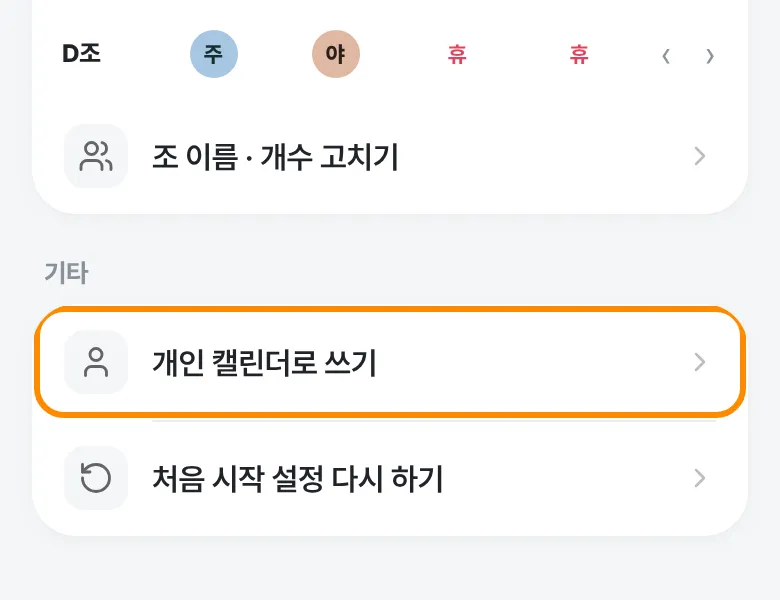 D조 주 야 휴 휴 ‹ ›
조 이름 · 개수 고치기
기타
개인 캘린더로 쓰기
처음 시작 설정 다시 하기